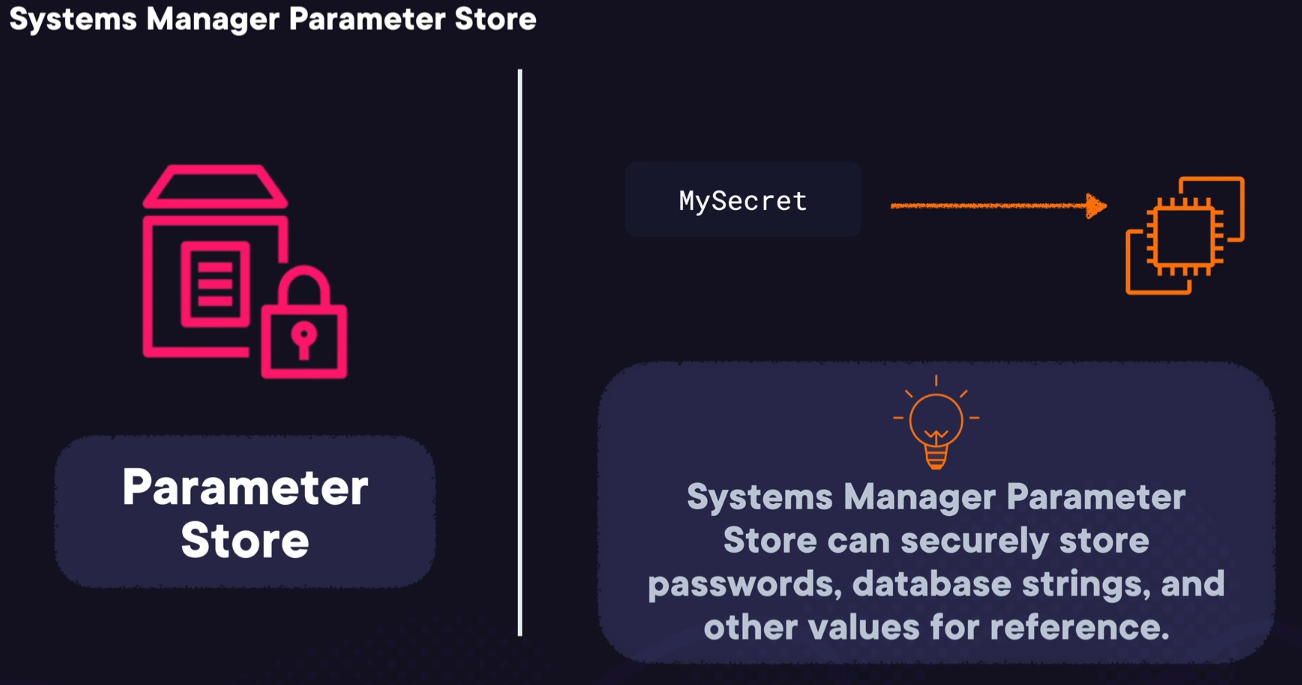 Systems Manager Parameter Store
MySecret
Parameter
Store
Systems Manager Parameter
Store can securely store
passwords, database strings, and
other values for reference.